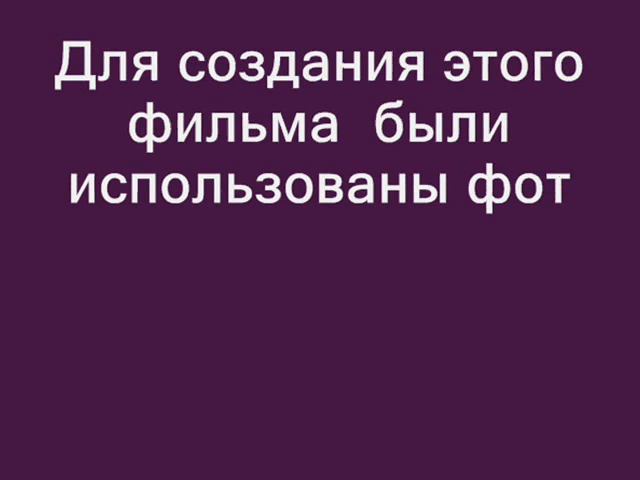 Для создания этого
фильма  были
использованы фот